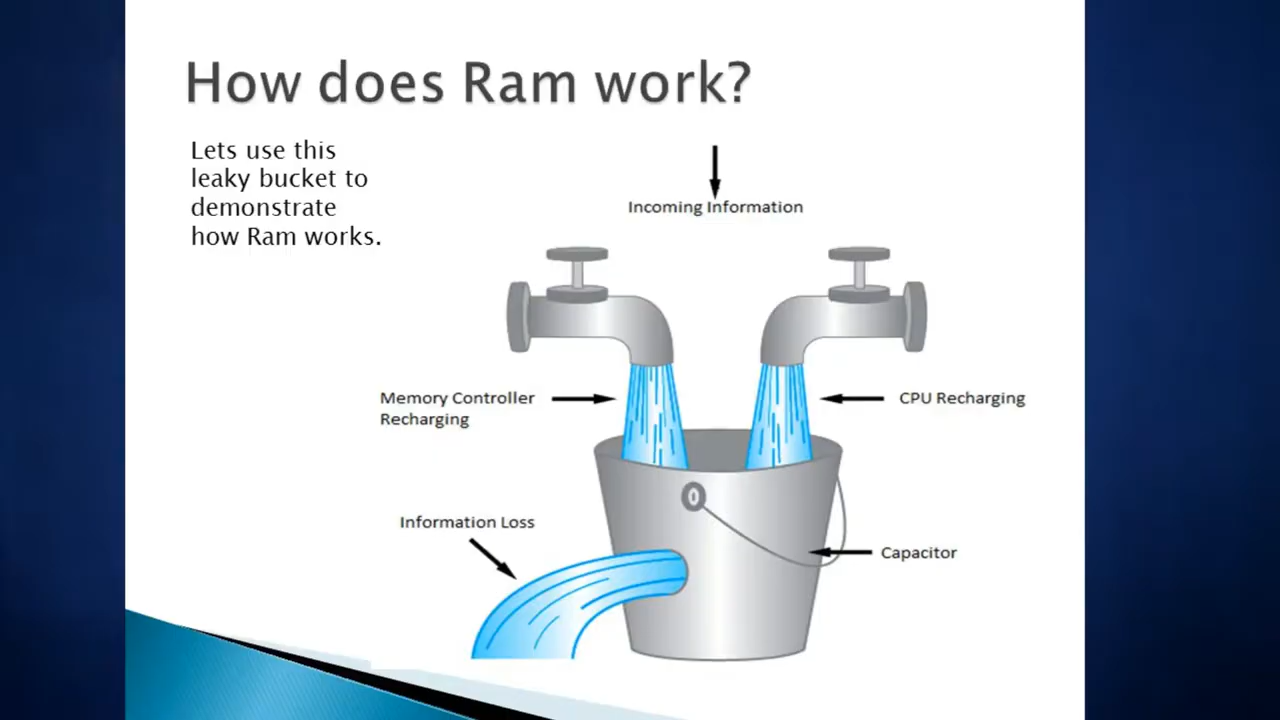 How does Ram work?
Lets use this
leaky bucket to
demonstrate
how Ram works.
Incoming Information
Memory Controller
Recharging
CPU Recharging
Information Loss
Capacitor